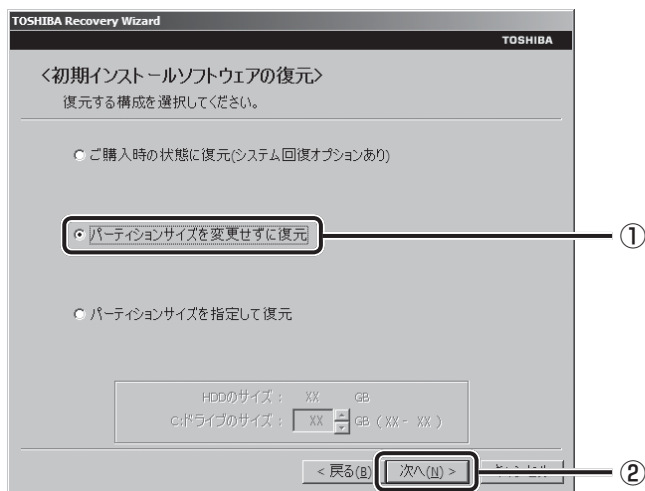 TOSHIBA Recovery Wizard
TOSHIBA
<初期インストールソフトウェアの復元>
復元する構成を選択してください。
ご購入時の状態に復元(システム回復オプションあり)
パーティションサイズを変更せずに復元
①
パーティションサイズを指定して復元
HDDのサイズ： XX GB
C:ドライブのサイズ： XX GB ( XX - XX )
< 戻る(B) 次へ(N) >
②